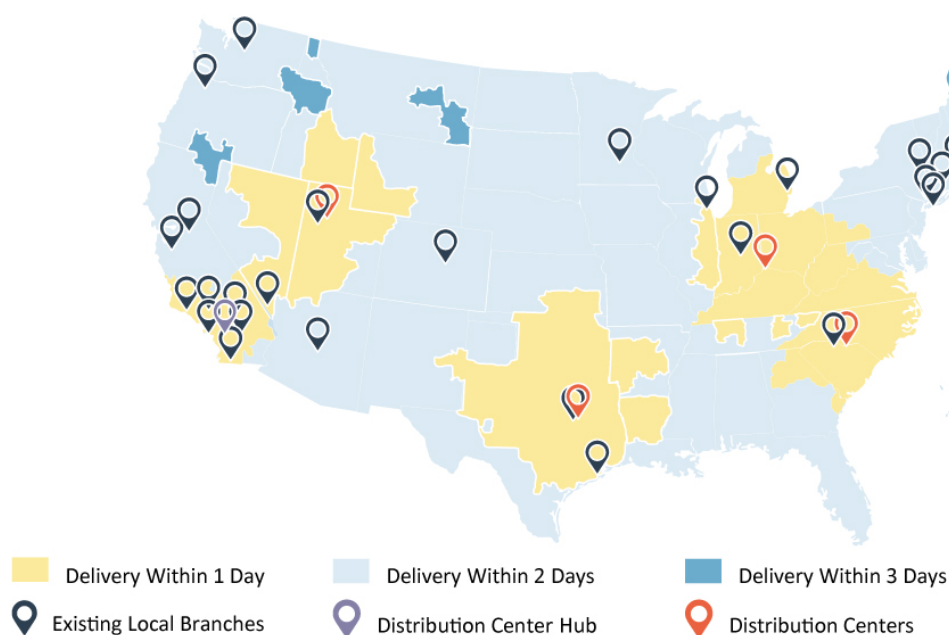 Delivery Within 1 Day
Delivery Within 2 Days
Delivery Within 3 Days
Existing Local Branches
Distribution Center Hub
Distribution Centers